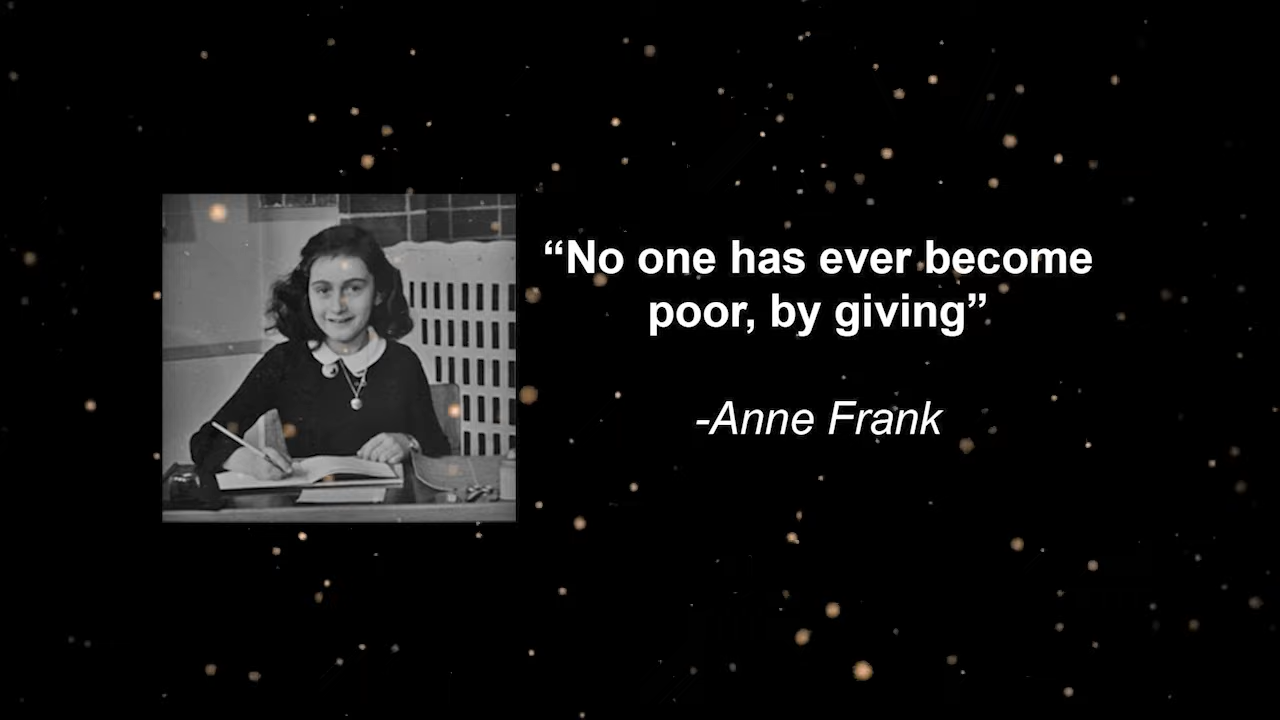 “No one has ever become
poor, by giving”
-Anne Frank